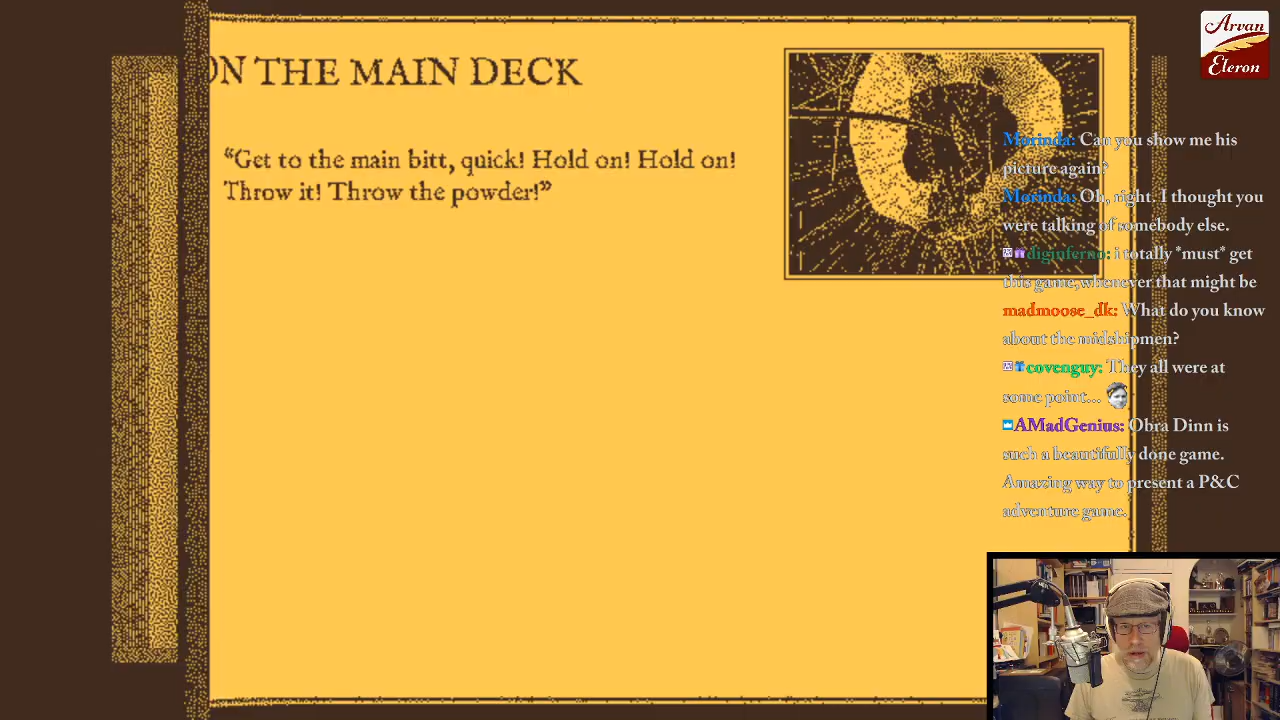 ON THE MAIN DECK
“Get to the main bitt, quick! Hold on! Hold on!
Throw it! Throw the powder!”
Arvan
Eleron
Morinda: Can you show me his
picture again?
Morinda: Oh, right. I thought you
were talking of somebody else.
diginferno: i totally *must* get
this game,whenever that might be
madmoose_dk: What do you know
about the midshipmen?
covenguy: They all were at
some point...
AMadGenius: Obra Dinn is
such a beautifully done game.
Amazing way to present a P&C
adventure game.